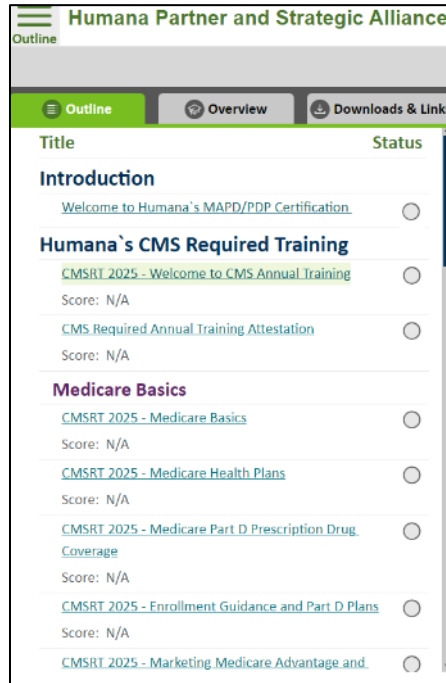 Humana Partner and Strategic Alliance
Outline
Outline Overview Downloads & Link
Title Status
Introduction
Welcome to Humana`s MAPD/PDP Certification
Humana`s CMS Required Training
CMSRT 2025 - Welcome to CMS Annual Training
Score: N/A
CMS Required Annual Training Attestation
Score: N/A
Medicare Basics
CMSRT 2025 - Medicare Basics
Score: N/A
CMSRT 2025 - Medicare Health Plans
Score: N/A
CMSRT 2025 - Medicare Part D Prescription Drug
Coverage
Score: N/A
CMSRT 2025 - Enrollment Guidance and Part D Plans
Score: N/A
CMSRT 2025 - Marketing Medicare Advantage and